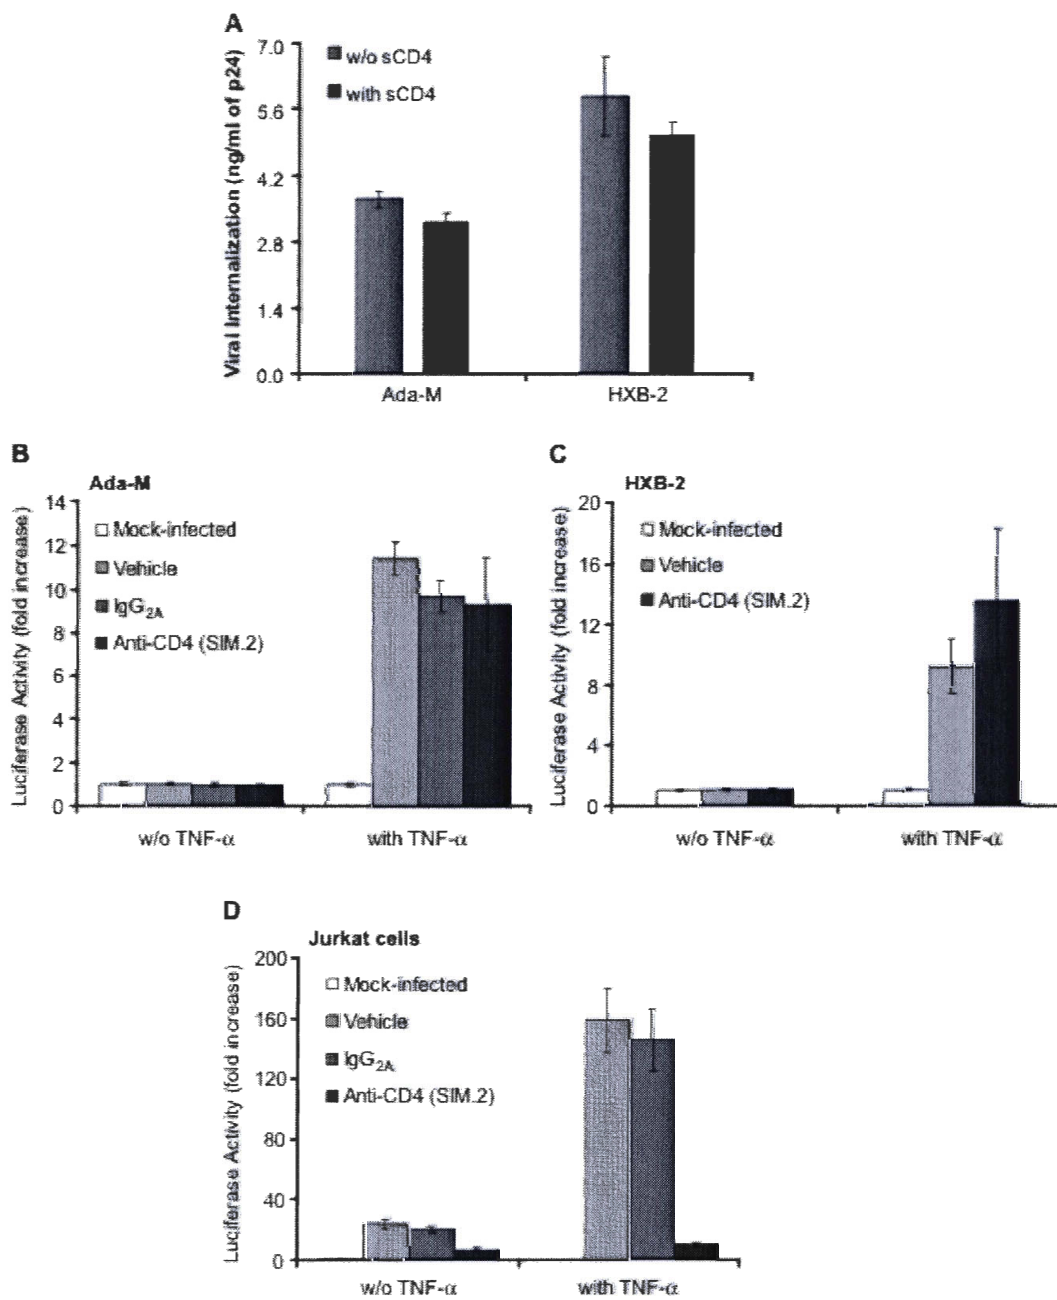 A
Viral Internalization (ng/ml of p24)
7.0
5.6
4.2
2.8
1.4
0.0
w/o sCD4
with sCD4
Ada-M
HXB-2
B
Ada-M
Luciferase Activity (fold increase)
14
12
10
8
6
4
2
0
Mock-infected
Vehicle
IgG2A
Anti-CD4 (SIM.2)
w/o TNF-α
with TNF-α
C
HXB-2
Luciferase Activity (fold increase)
20
16
12
8
4
0
Mock-infected
Vehicle
Anti-CD4 (SIM.2)
w/o TNF-α
with TNF-α
D
Jurkat cells
Luciferase Activity (fold increase)
200
160
120
80
40
0
Mock-infected
Vehicle
IgG2A
Anti-CD4 (SIM.2)
w/o TNF-α
with TNF-α